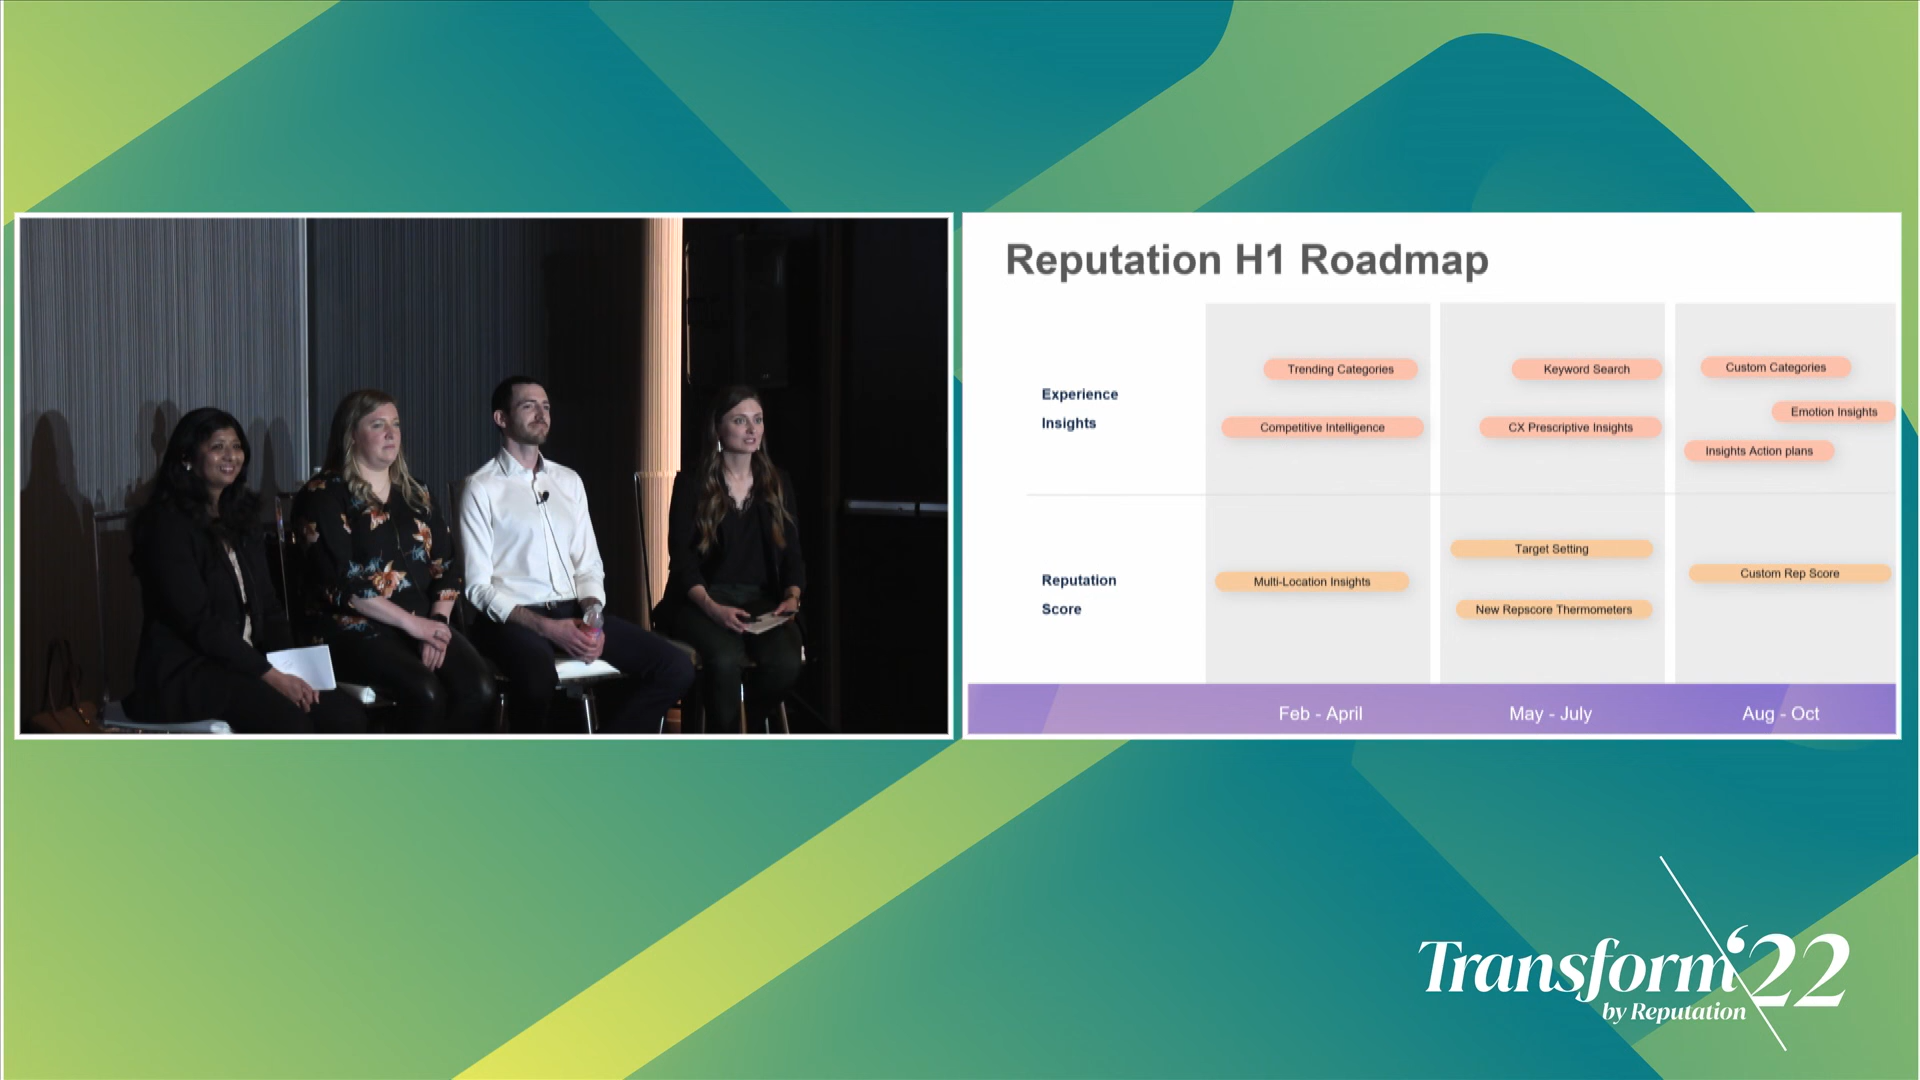 Reputation H1 Roadmap
Experience
Insights
Trending Categories
Keyword Search
Custom Categories
Emotion Insights
Competitive Intelligence
CX Prescriptive Insights
Insights Action plans
Reputation
Score
Multi-Location Insights
Target Setting
New Repscore Thermometers
Custom Rep Score
Feb - April
May - July
Aug - Oct
Transform '22
by Reputation